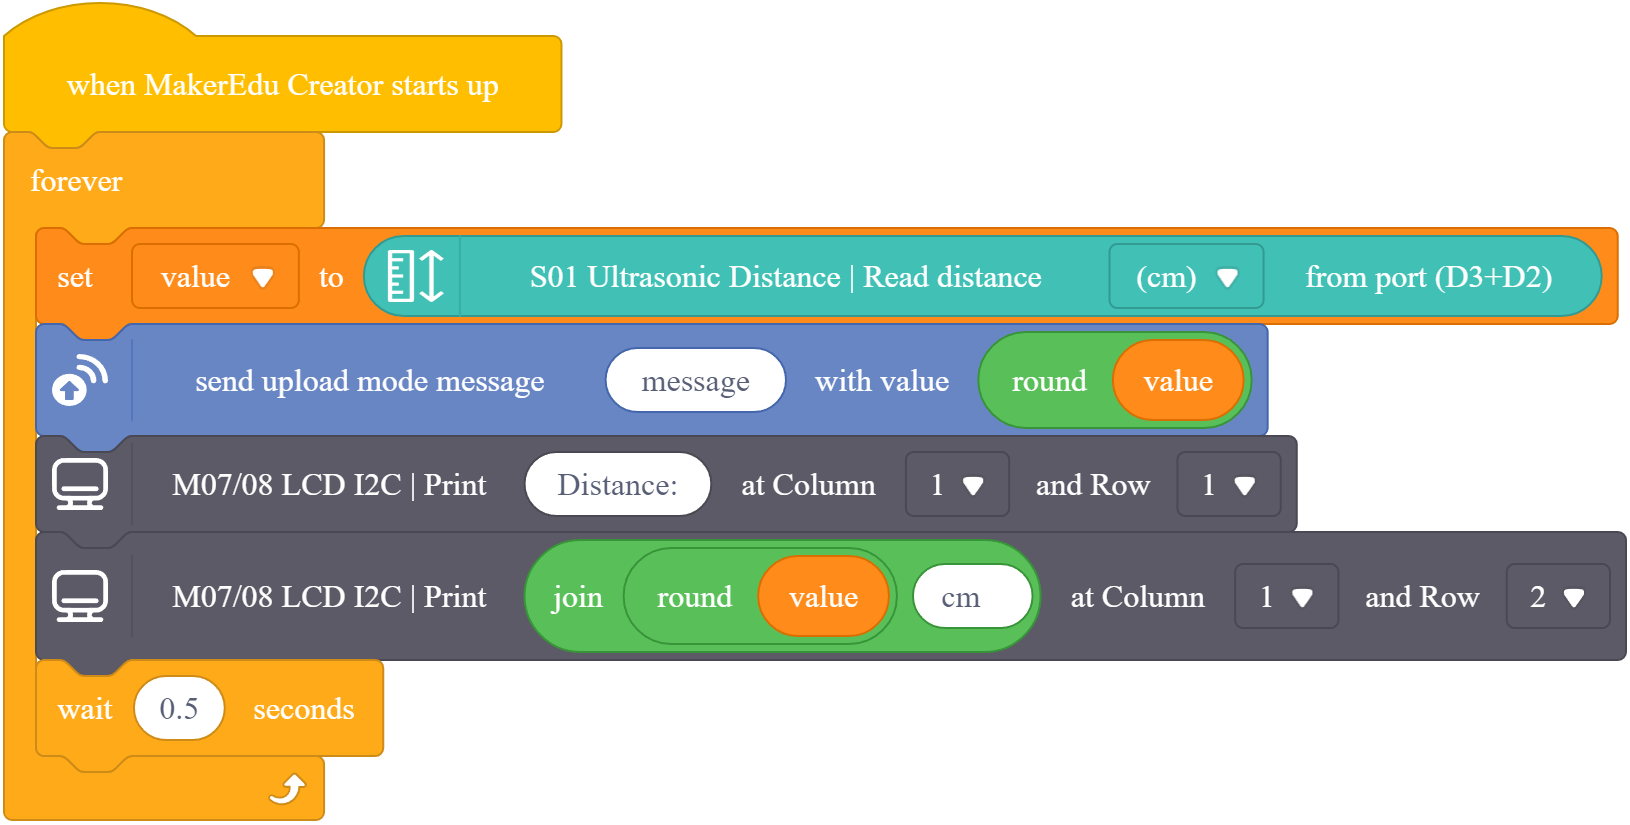 when MakerEdu Creator starts up
forever
set value to S01 Ultrasonic Distance | Read distance (cm) from port (D3+D2)
send upload mode message message with value round value
M07/08 LCD I2C | Print Distance: at Column 1 and Row 1
M07/08 LCD I2C | Print join round value cm at Column 1 and Row 2
wait 0.5 seconds